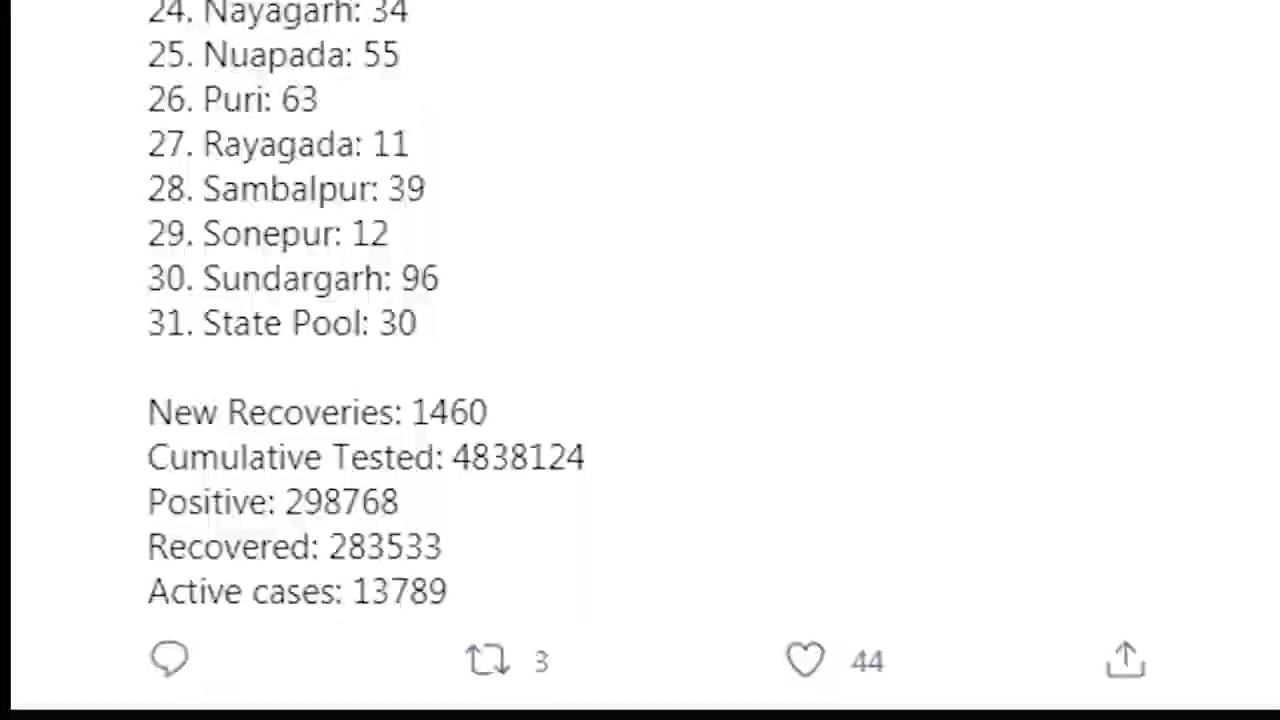 24. Nayagarh: 34
25. Nuapada: 55
26. Puri: 63
27. Rayagada: 11
28. Sambalpur: 39
29. Sonepur: 12
30. Sundargarh: 96
31. State Pool: 30
New Recoveries: 1460
Cumulative Tested: 4838124
Positive: 298768
Recovered: 283533
Active cases: 13789
3 44